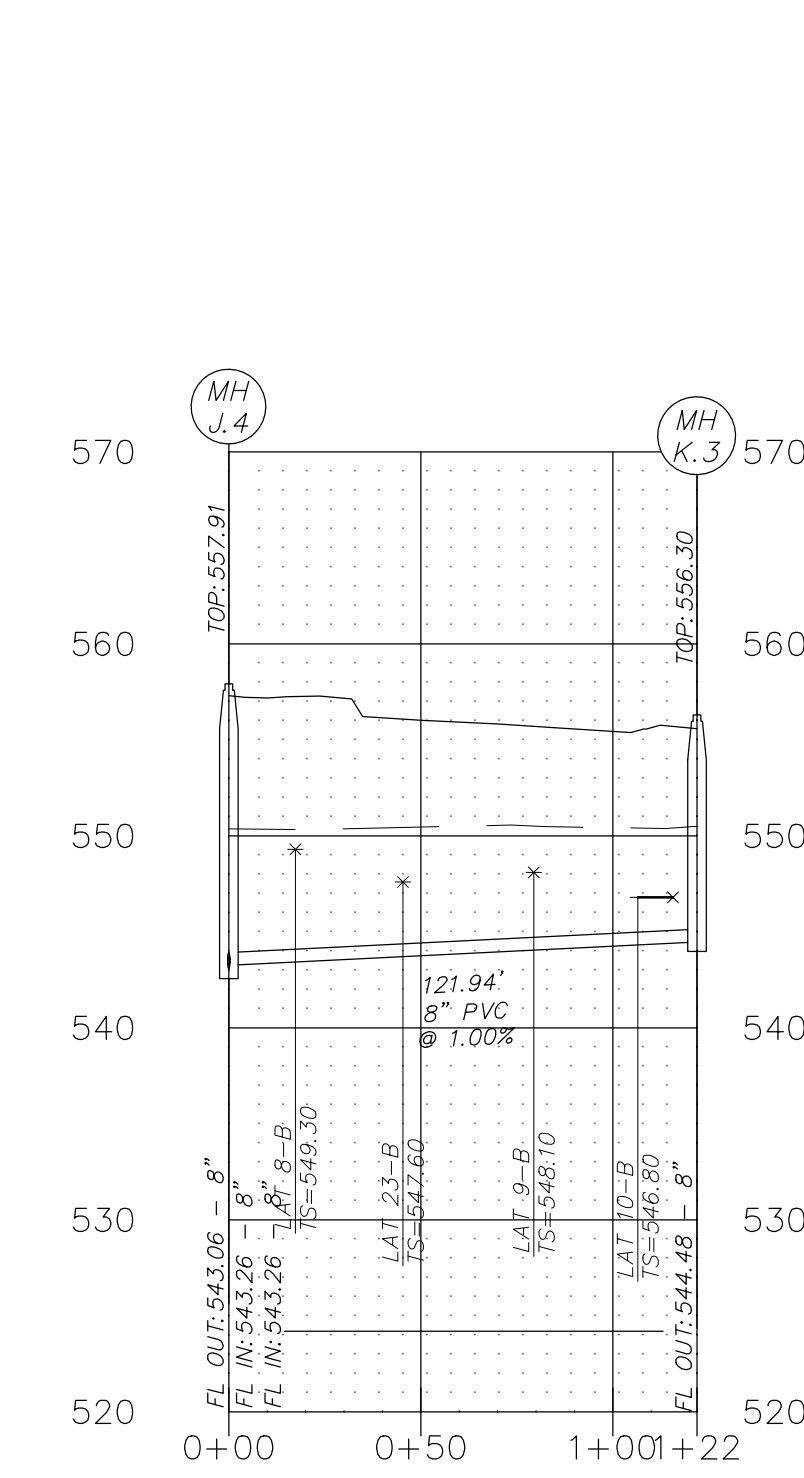 MH
J.4
MH
K.3
570
570
TOP: 557.91
TOP: 556.30
560
560
550
550
121.94'
8" PVC
@ 1.00%
540
540
LAT 8-B
TS=549.30
LAT 23-B
TS=547.60
LAT 9-B
TS=548.10
LAT 10-B
TS=546.80
530
530
FL OUT: 543.06 - 8"
FL IN: 543.26 - 8"
FL IN: 543.26 - 8"
FL OUT: 544.48 - 8"
520
520
0+00
0+50
1+00
1+22